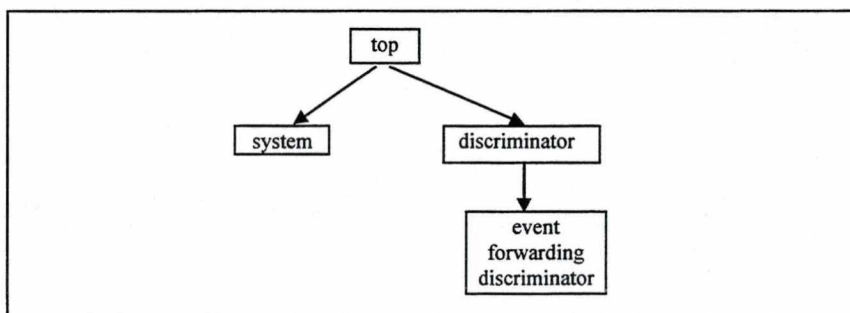 top
system
discriminator
event
forwarding
discriminator